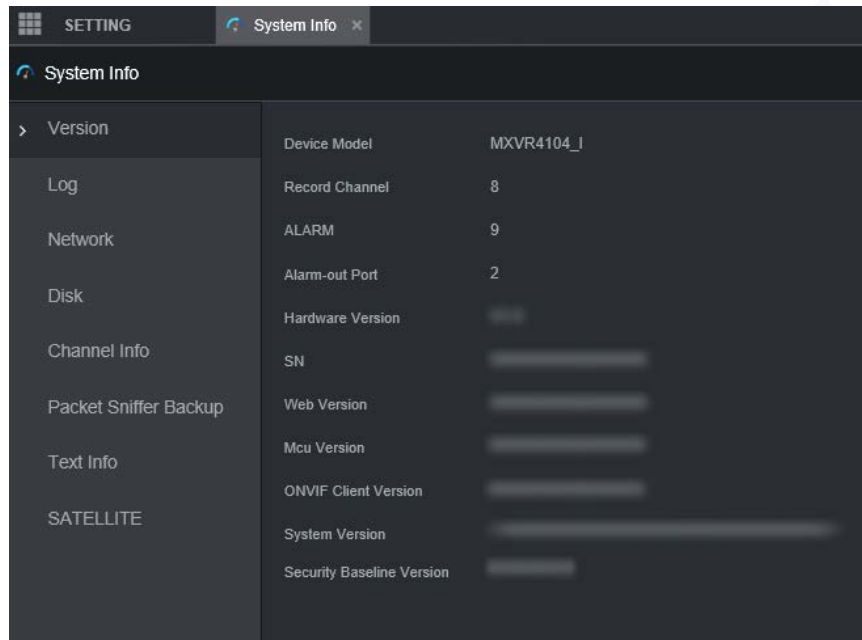 SETTING
System Info ×
System Info
> Version
Log
Network
Disk
Channel Info
Packet Sniffer Backup
Text Info
SATELLITE
Device Model MXVR4104_I
Record Channel 8
ALARM 9
Alarm-out Port 2
Hardware Version
SN
Web Version
Mcu Version
ONVIF Client Version
System Version
Security Baseline Version